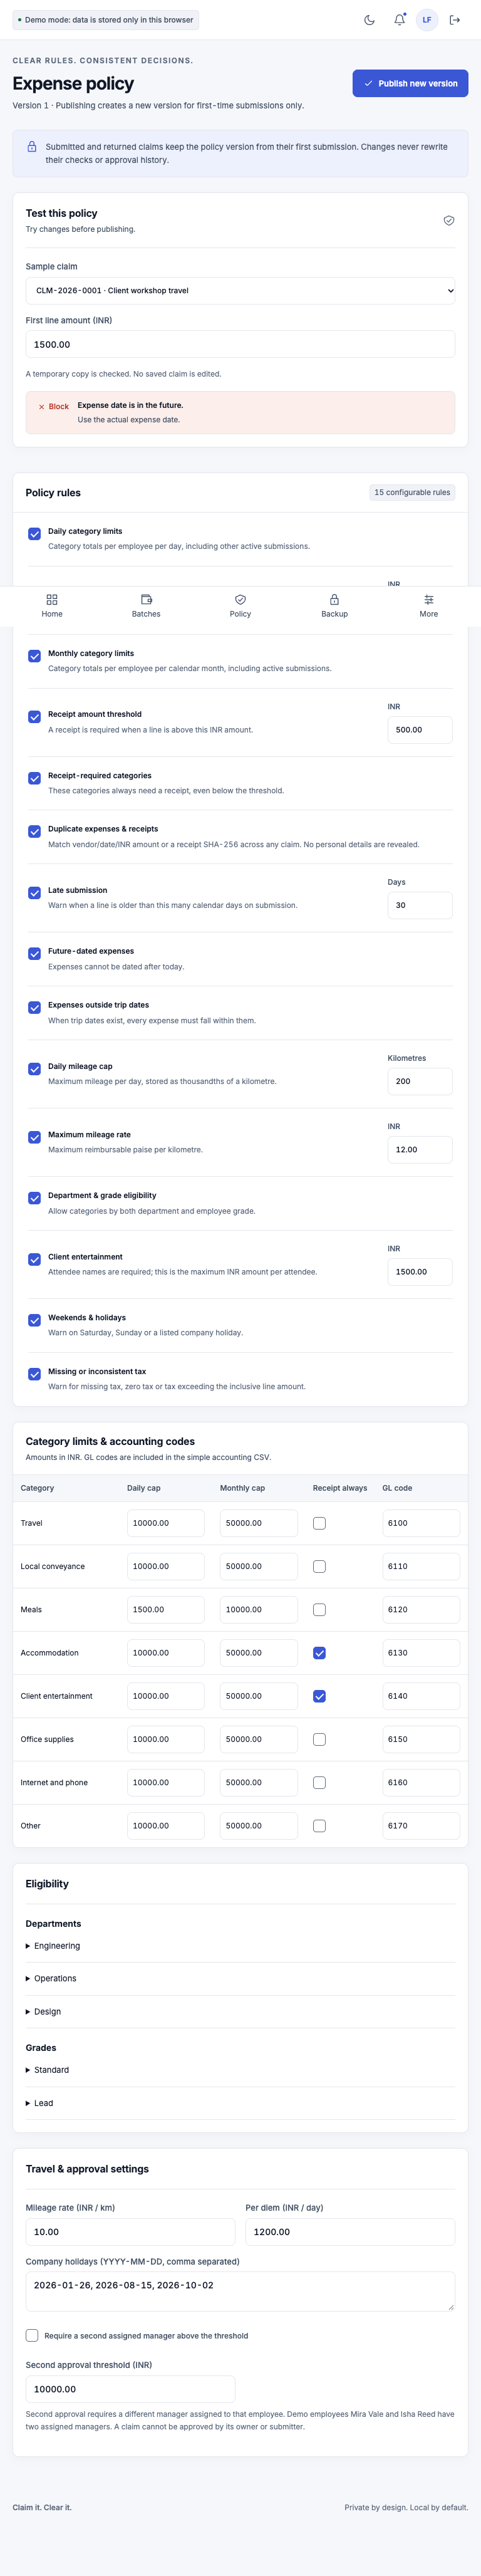 Demo mode: data is stored only in this browser
LF
CLEAR RULES. CONSISTENT DECISIONS.
Expense policy
Publish new version
Version 1 · Publishing creates a new version for first-time submissions only.
Submitted and returned claims keep the policy version from their first submission. Changes never rewrite
their checks or approval history.
Test this policy
Try changes before publishing.
Sample claim
CLM-2026-0001 · Client workshop travel
First line amount (INR)
1500.00
A temporary copy is checked. No saved claim is edited.
Block
Expense date is in the future.
Use the actual expense date.
Policy rules
15 configurable rules
Daily category limits
Category totals per employee per day, including other active submissions.
INR
Home
Batches
Policy
Backup
More
Monthly category limits
Category totals per employee per calendar month, including active submissions.
Receipt amount threshold
A receipt is required when a line is above this INR amount.
INR
500.00
Receipt-required categories
These categories always need a receipt, even below the threshold.
Duplicate expenses & receipts
Match vendor/date/INR amount or a receipt SHA-256 across any claim. No personal details are revealed.
Late submission
Warn when a line is older than this many calendar days on submission.
Days
30
Future-dated expenses
Expenses cannot be dated after today.
Expenses outside trip dates
When trip dates exist, every expense must fall within them.
Daily mileage cap
Maximum mileage per day, stored as thousandths of a kilometre.
Kilometres
200
Maximum mileage rate
Maximum reimbursable paise per kilometre.
INR
12.00
Department & grade eligibility
Allow categories by both department and employee grade.
Client entertainment
Attendee names are required; this is the maximum INR amount per attendee.
INR
1500.00
Weekends & holidays
Warn on Saturday, Sunday or a listed company holiday.
Missing or inconsistent tax
Warn for missing tax, zero tax or tax exceeding the inclusive line amount.
Category limits & accounting codes
Amounts in INR. GL codes are included in the simple accounting CSV.
Category Daily cap Monthly cap Receipt always GL code
Travel 10000.00 50000.00 6100
Local conveyance 10000.00 50000.00 6110
Meals 1500.00 10000.00 6120
Accommodation 10000.00 50000.00 6130
Client entertainment 10000.00 50000.00 6140
Office supplies 10000.00 50000.00 6150
Internet and phone 10000.00 50000.00 6160
Other 10000.00 50000.00 6170
Eligibility
Departments
Engineering
Operations
Design
Grades
Standard
Lead
Travel & approval settings
Mileage rate (INR / km) Per diem (INR / day)
10.00 1200.00
Company holidays (YYYY-MM-DD, comma separated)
2026-01-26, 2026-08-15, 2026-10-02
Require a second assigned manager above the threshold
Second approval threshold (INR)
10000.00
Second approval requires a different manager assigned to that employee. Demo employees Mira Vale and Isha Reed have
two assigned managers. A claim cannot be approved by its owner or submitter.
Claim it. Clear it.
Private by design. Local by default.